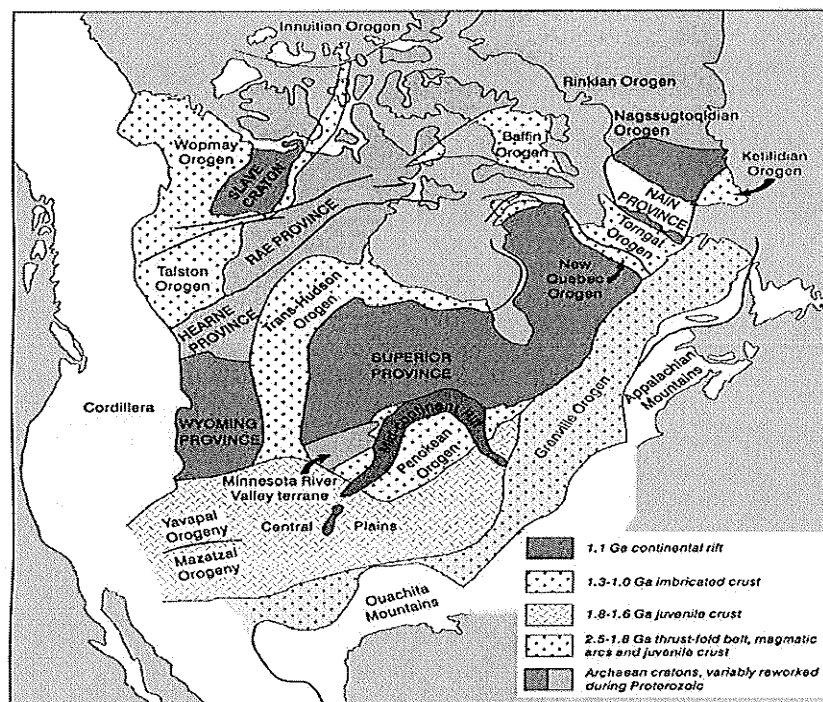 Innuitian Orogen
Rinkian Orogen
Nagssugtoqidian
Orogen
Ketilidian
Orogen
Wopmay
Orogen
SLAVE
CRATON
Baffin
Orogen
NAIN
PROVINCE
Torngat
Orogen
RAE PROVINCE
Talston
Orogen
New
Quebec
Orogen
HEARNE
PROVINCE
Trans-Hudson
Orogen
SUPERIOR
PROVINCE
Cordillera
WYOMING
PROVINCE
Penokean
Orogen
Grenville Orogen
Appalachian
Mountains
Minnesota River
Valley terrane
Yavapai
Orogeny
Central Plains
Mazatzal
Orogeny
Ouachita
Mountains
1.1 Ga continental rift
1.3-1.0 Ga imbricated crust
1.8-1.6 Ga juvenile crust
2.5-1.8 Ga thrust-fold belt, magmatic
arcs and juvenile crust
Archaean cratons, variably reworked
during Proterozoic